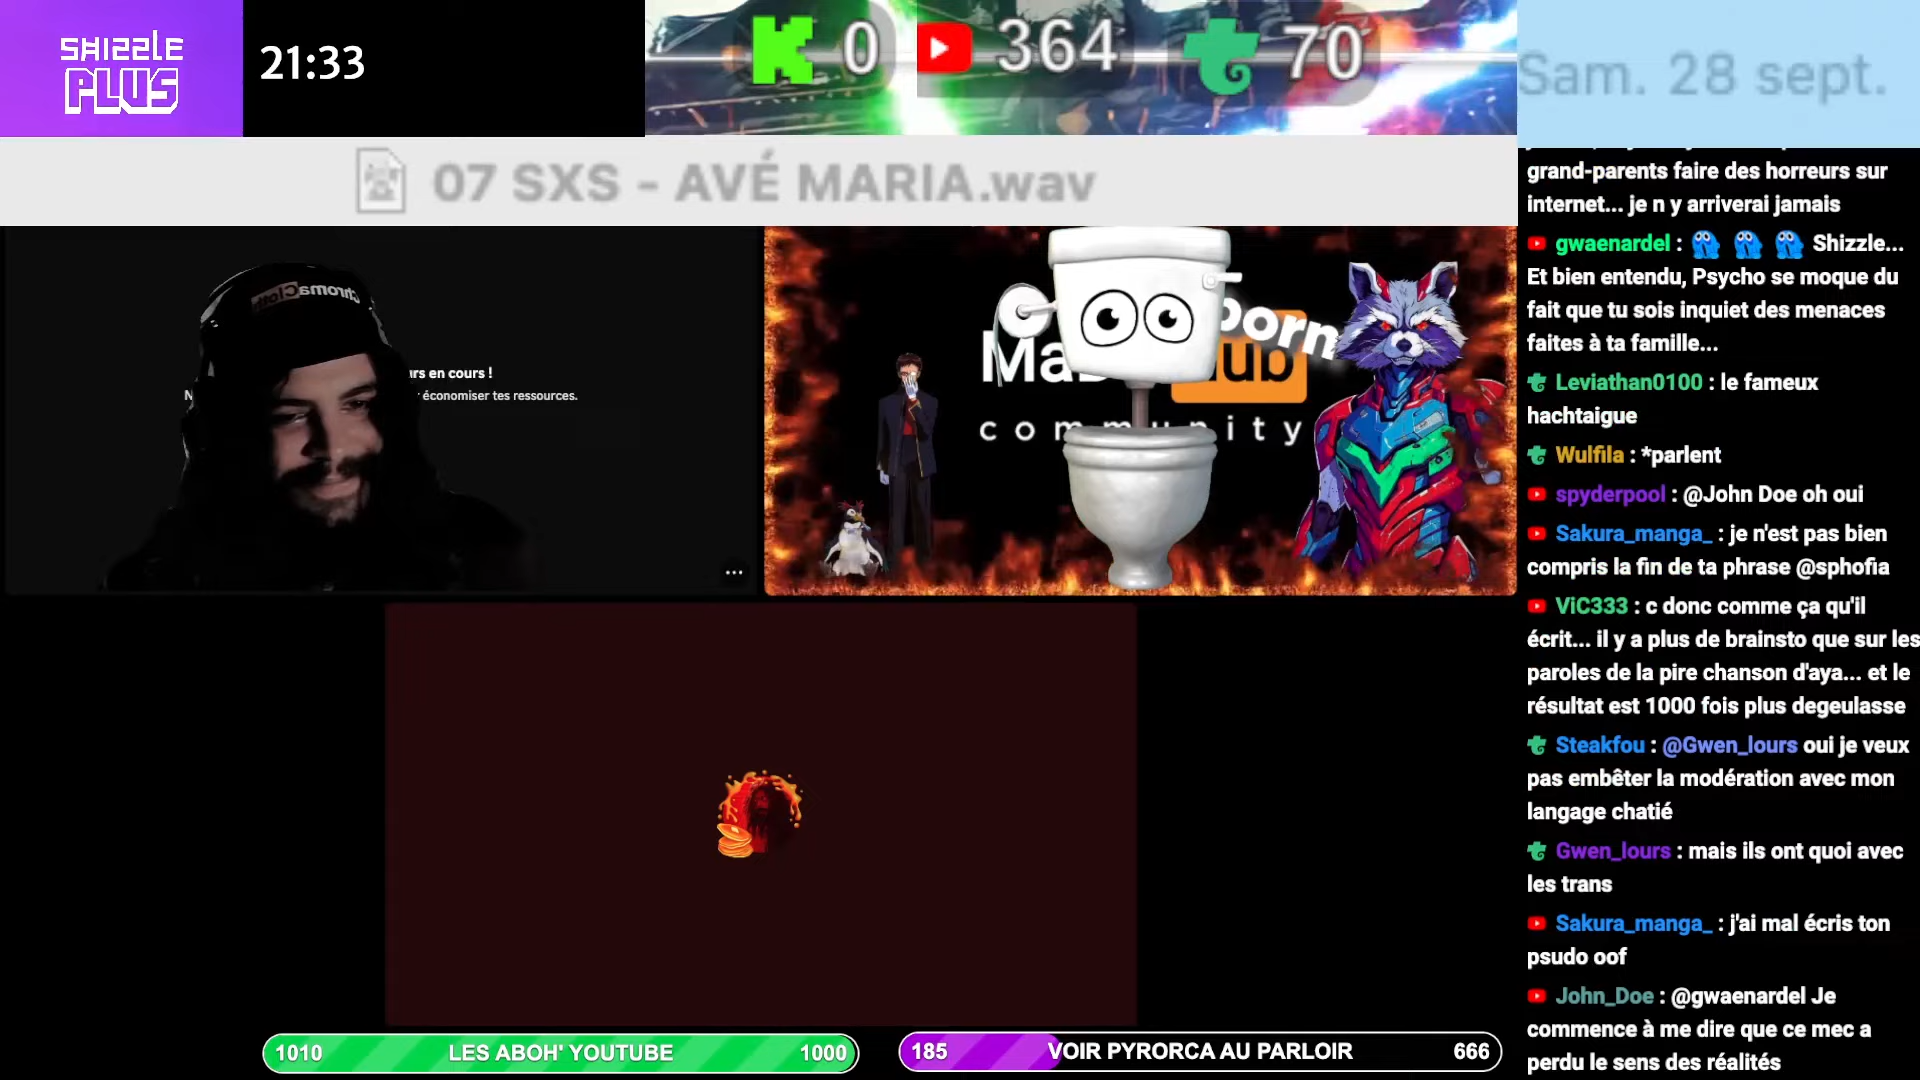 SHIZZLE
PLUS
21:33
0
364
70
Sam. 28 sept.
07 SXS - AVÉ MARIA.wav
ChromaClott
rs en cours !
N
économiser tes ressources.
Ma
porn
ub
community
grand-parents faire des horreurs sur
internet... je n y arriverai jamais
gwaenardel : Shizzle...
Et bien entendu, Psycho se moque du
fait que tu sois inquiet des menaces
faites à ta famille...
Leviathan0100 : le fameux
hachtaigue
Wulfila : *parlent
spyderpool : @John Doe oh oui
Sakura_manga_ : je n'est pas bien
compris la fin de ta phrase @sphofia
ViC333 : c donc comme ça qu'il
écrit... il y a plus de brainsto que sur les
paroles de la pire chanson d'aya... et le
résultat est 1000 fois plus degeulasse
Steakfou : @Gwen_lours oui je veux
pas embêter la modération avec mon
langage chatié
Gwen_lours : mais ils ont quoi avec
les trans
Sakura_manga_ : j'ai mal écris ton
psudo oof
John_Doe : @gwaenardel Je
commence à me dire que ce mec a
perdu le sens des réalités
1010 LES ABOH' YOUTUBE 1000
185 VOIR PYRORCA AU PARLOIR 666